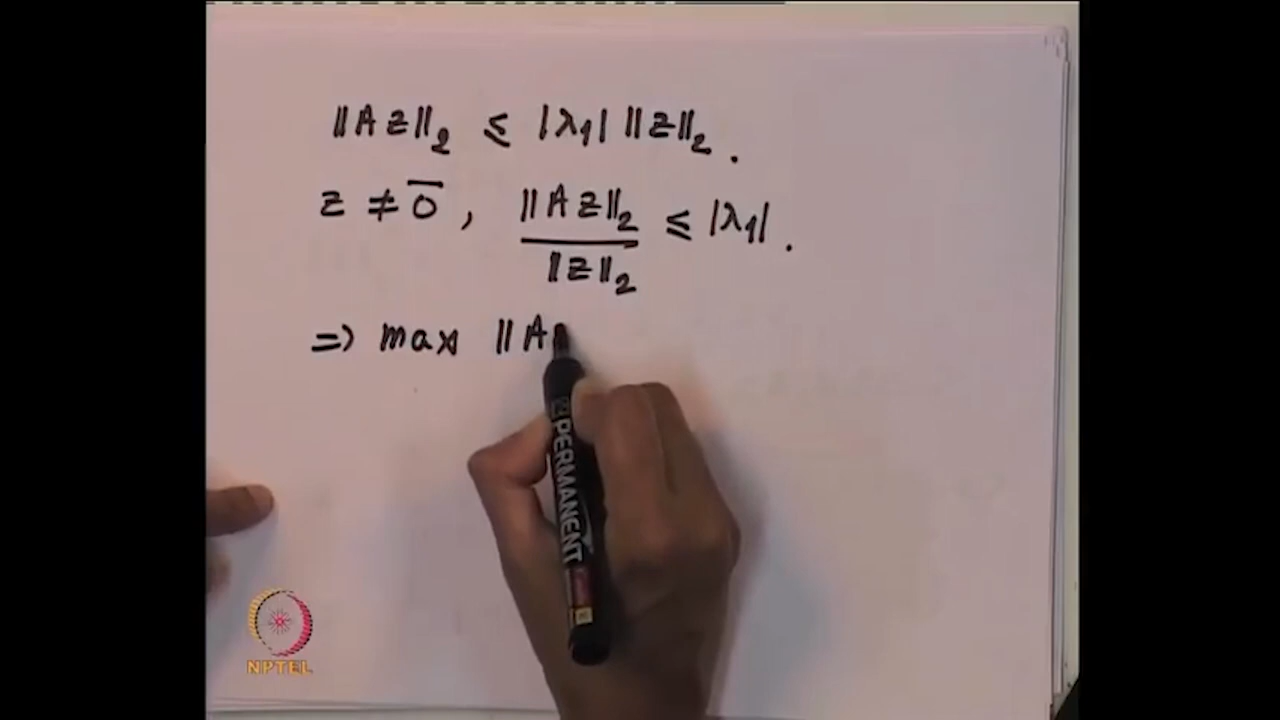 ||Az||₂ ≤ |λ₁| ||z||₂.
z ≠ 0̅, ||Az||₂ / ||z||₂ ≤ |λ₁|.
=> max ||A
PERMANENT
NPTEL